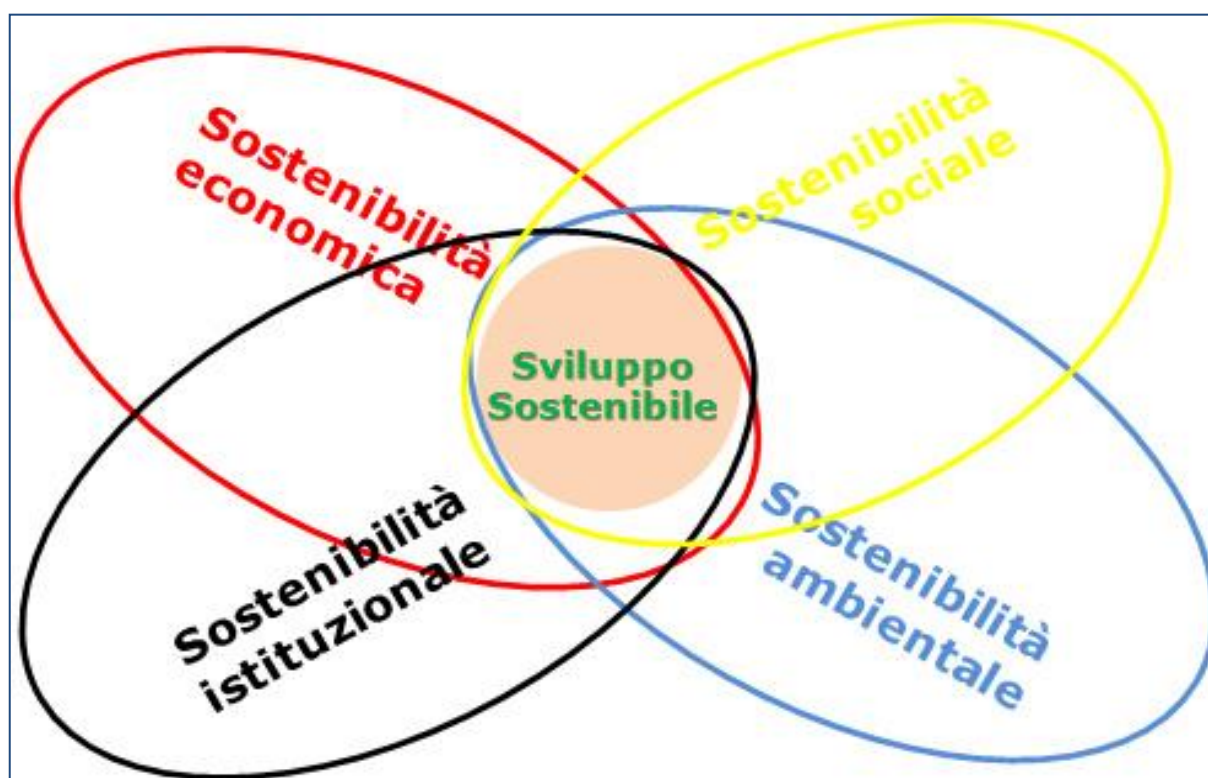 Sostenibilità
economica
Sostenibilità
sociale
Sviluppo
Sostenibile
Sostenibilità
istituzionale
Sostenibilità
ambientale